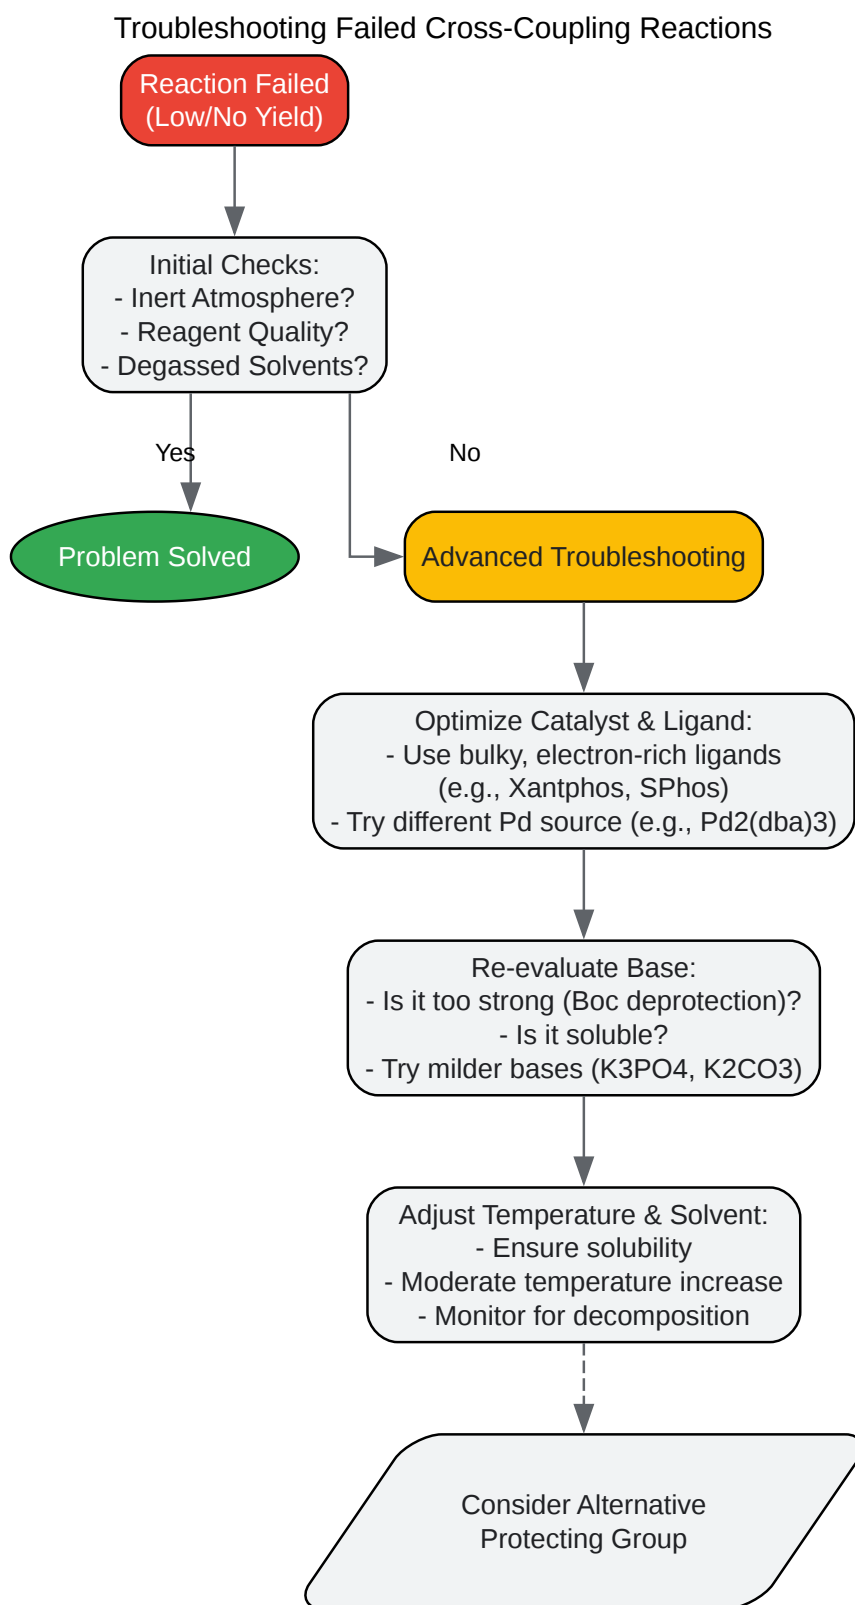 Troubleshooting Failed Cross-Coupling Reactions
Reaction Failed
(Low/No Yield)
Initial Checks:
- Inert Atmosphere?
- Reagent Quality?
- Degassed Solvents?
Yes
No
Problem Solved
Advanced Troubleshooting
Optimize Catalyst & Ligand:
- Use bulky, electron-rich ligands
(e.g., Xantphos, SPhos)
- Try different Pd source (e.g., Pd2(dba)3)
Re-evaluate Base:
- Is it too strong (Boc deprotection)?
- Is it soluble?
- Try milder bases (K3PO4, K2CO3)
Adjust Temperature & Solvent:
- Ensure solubility
- Moderate temperature increase
- Monitor for decomposition
Consider Alternative
Protecting Group